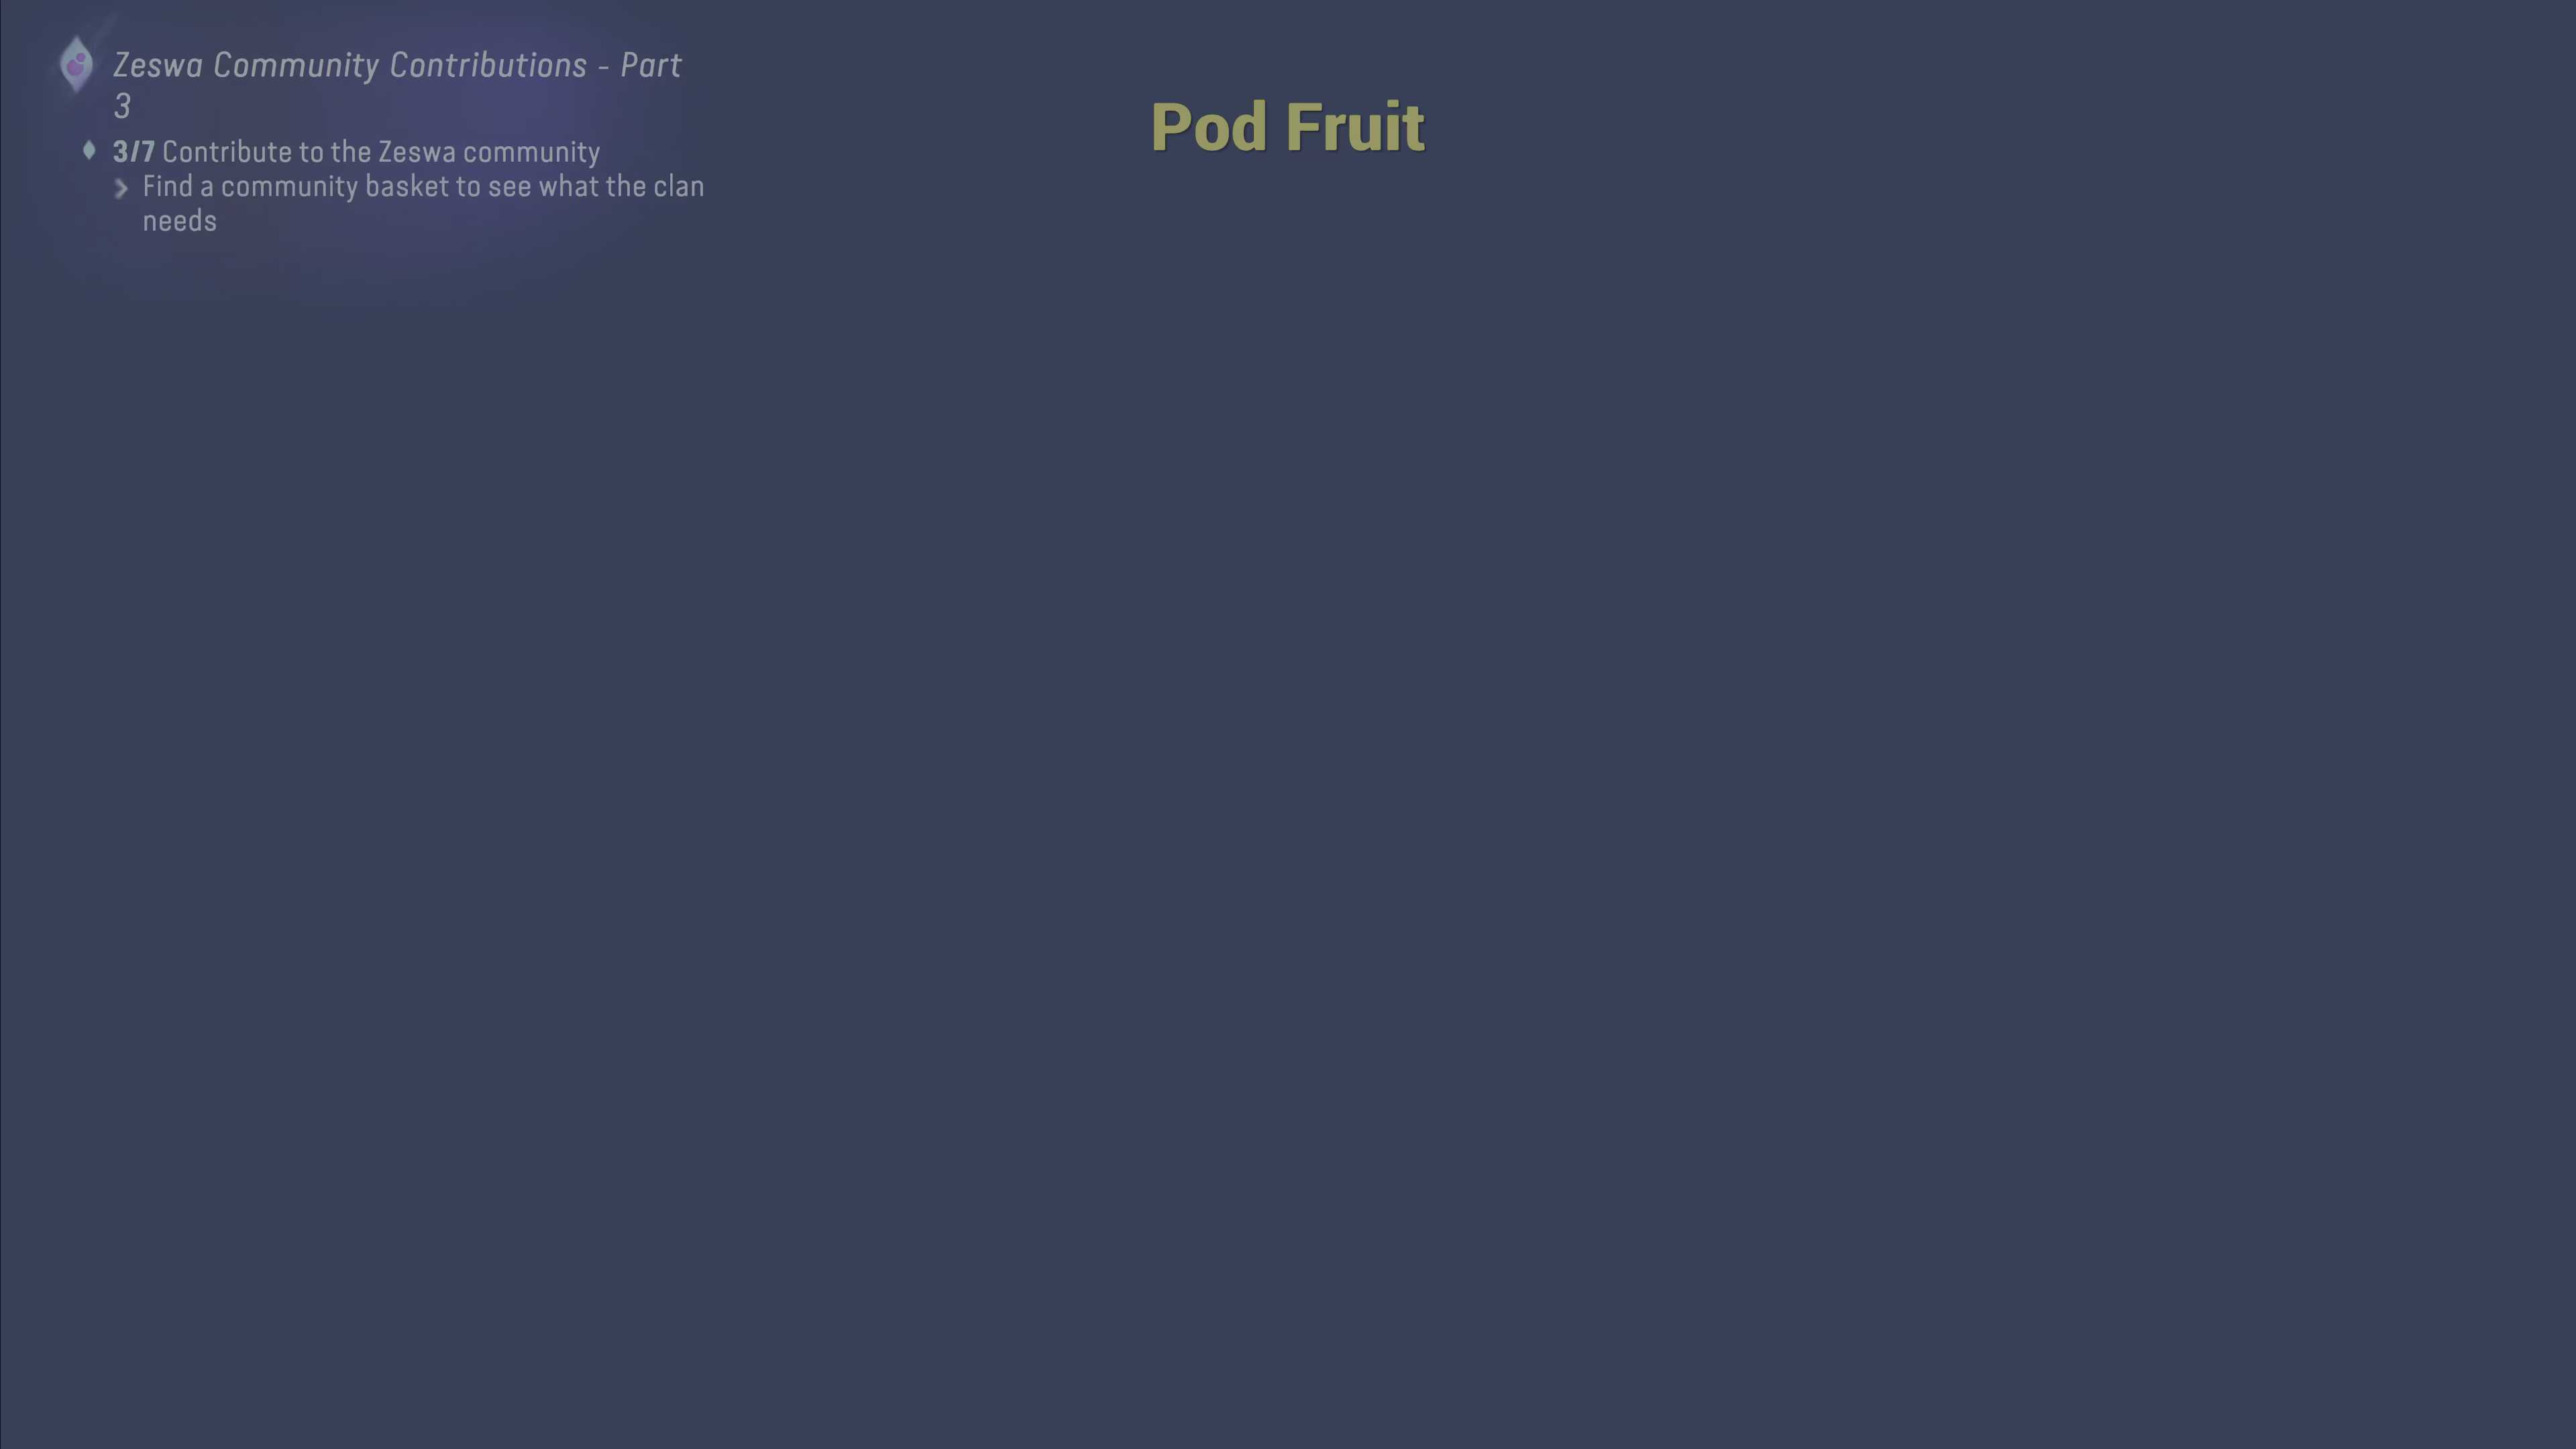 Zeswa Community Contributions - Part
3
3/7 Contribute to the Zeswa community
Find a community basket to see what the clan
needs
Pod Fruit